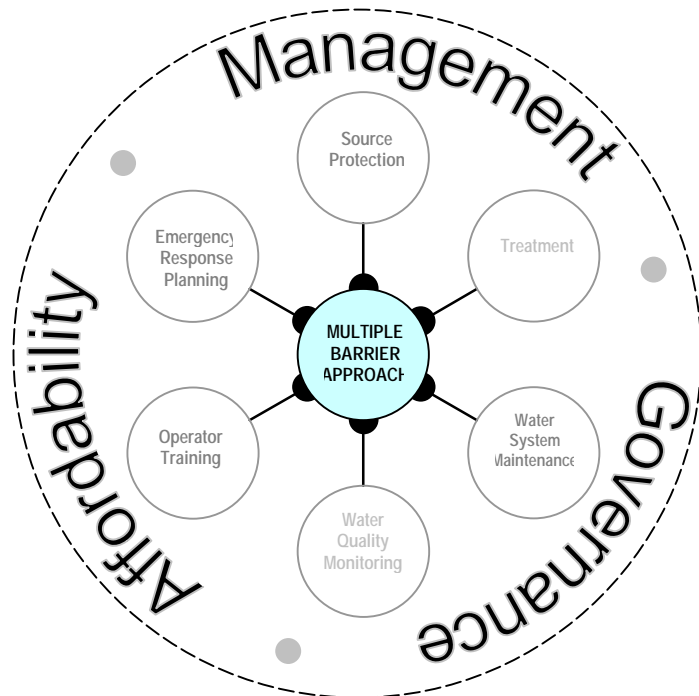 Management
Source
Protection
Treatment
Water
System
Maintenance
Governance
Water
Quality
Monitoring
Operator
Training
Affordability
Emergency
Response
Planning
MULTIPLE
BARRIER
APPROACH